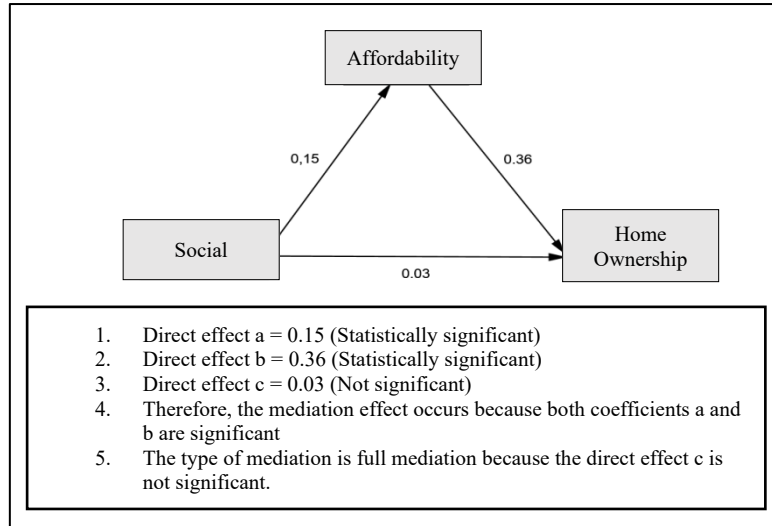 Affordability
0,15
0.36
Social
Home
Ownership
0.03
1. Direct effect a = 0.15 (Statistically significant)
2. Direct effect b = 0.36 (Statistically significant)
3. Direct effect c = 0.03 (Not significant)
4. Therefore, the mediation effect occurs because both coefficients a and
b are significant
5. The type of mediation is full mediation because the direct effect c is
not significant.